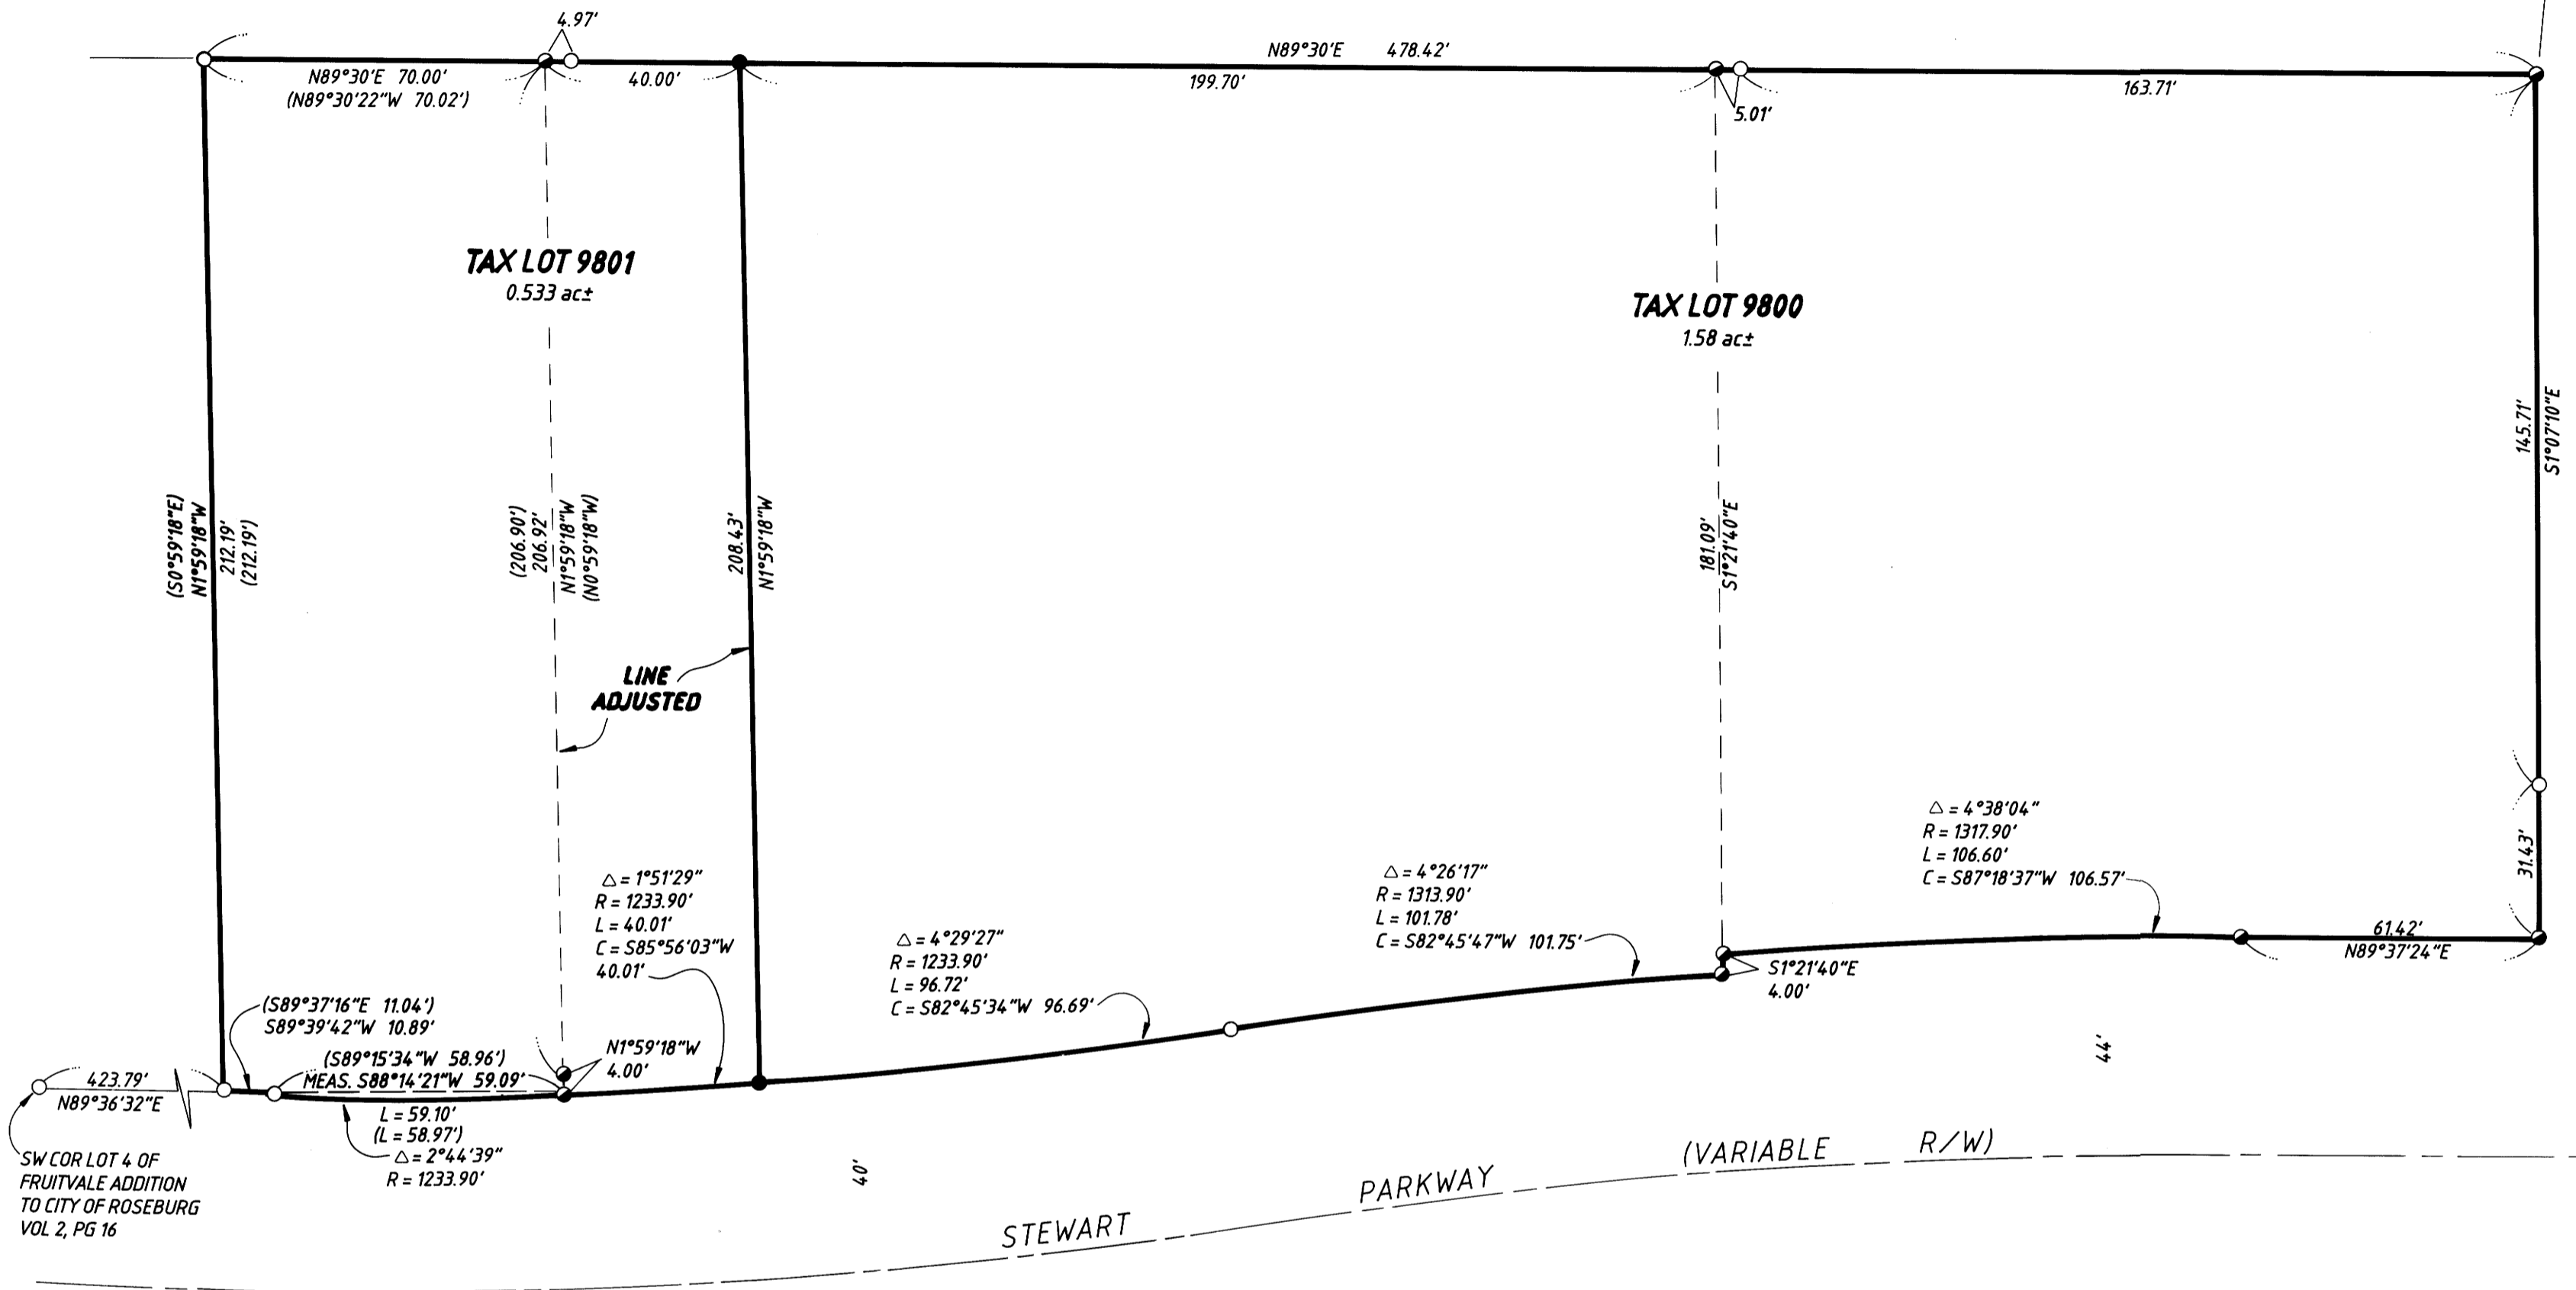 4.97'
N89°30'E 478.42'
N89°30'E 70.00'
(N89°30'22"W 70.02')
40.00'
199.70'
5.01'
163.71'
TAX LOT 9801
0.533 ac±
TAX LOT 9800
1.58 ac±
(S0°59'18"E)
N1°59'18"W
212.19'
(212.19')
(206.90')
206.92'
N1°59'18"W
(N0°59'18"W)
208.43'
N1°59'18"W
181.09'
S1°21'40"E
145.71'
S1°07'10"E
LINE
ADJUSTED
△ = 1°51'29"
R = 1233.90'
L = 40.01'
C = S85°56'03"W
40.01'
△ = 4°29'27"
R = 1233.90'
L = 96.72'
C = S82°45'34"W 96.69'
△ = 4°26'17"
R = 1313.90'
L = 101.78'
C = S82°45'47"W 101.75'
△ = 4°38'04"
R = 1317.90'
L = 106.60'
C = S87°18'37"W 106.57'
31.43'
61.42'
N89°37'24"E
S1°21'40"E
4.00'
(S89°37'16"E 11.04')
S89°39'42"W 10.89'
(S89°15'34"W 58.96')
MEAS. S88°14'21"W 59.09'
N1°59'18"W
4.00'
423.79'
N89°36'32"E
L = 59.10'
(L = 58.97')
△ = 2°44'39"
R = 1233.90'
SW COR LOT 4 OF
FRUITVALE ADDITION
TO CITY OF ROSEBURG
VOL 2, PG 16
40'
44'
STEWART PARKWAY (VARIABLE R/W)